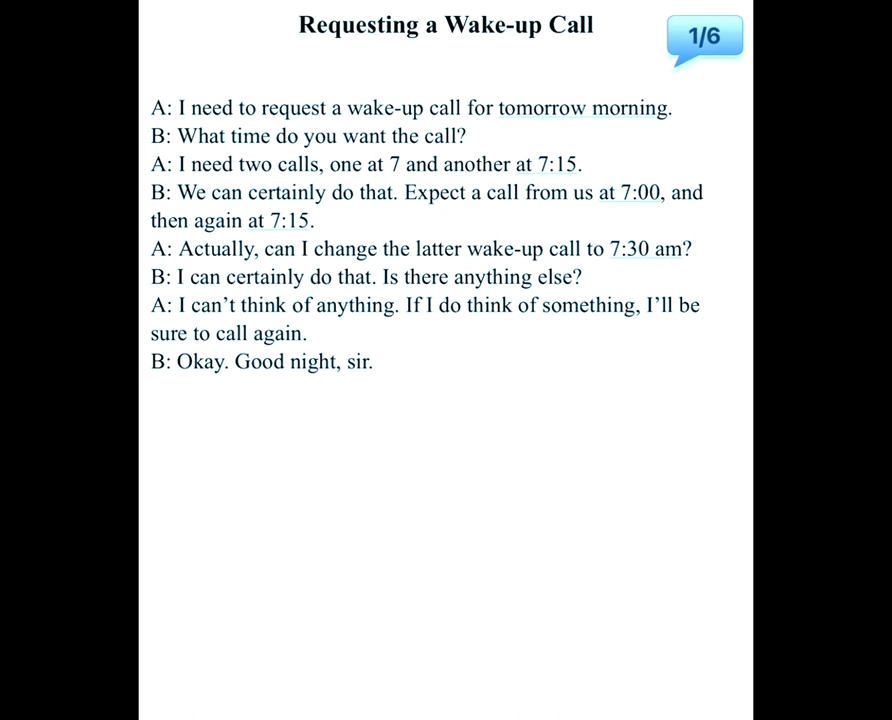 Requesting a Wake-up Call
1/6
A: I need to request a wake-up call for tomorrow morning.
B: What time do you want the call?
A: I need two calls, one at 7 and another at 7:15.
B: We can certainly do that. Expect a call from us at 7:00, and
then again at 7:15.
A: Actually, can I change the latter wake-up call to 7:30 am?
B: I can certainly do that. Is there anything else?
A: I can’t think of anything. If I do think of something, I’ll be
sure to call again.
B: Okay. Good night, sir.